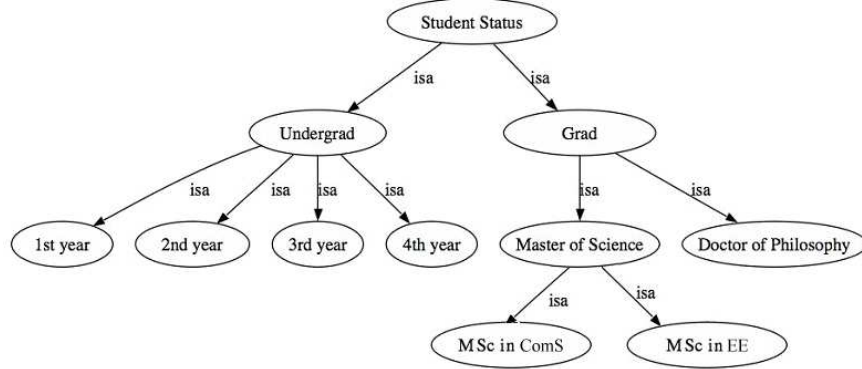 Student Status
isa
isa
Undergrad
Grad
isa
isa
isa
isa
isa
isa
1st year
2nd year
3rd year
4th year
Master of Science
Doctor of Philosophy
isa
isa
MSc in ComS
MSc in EE